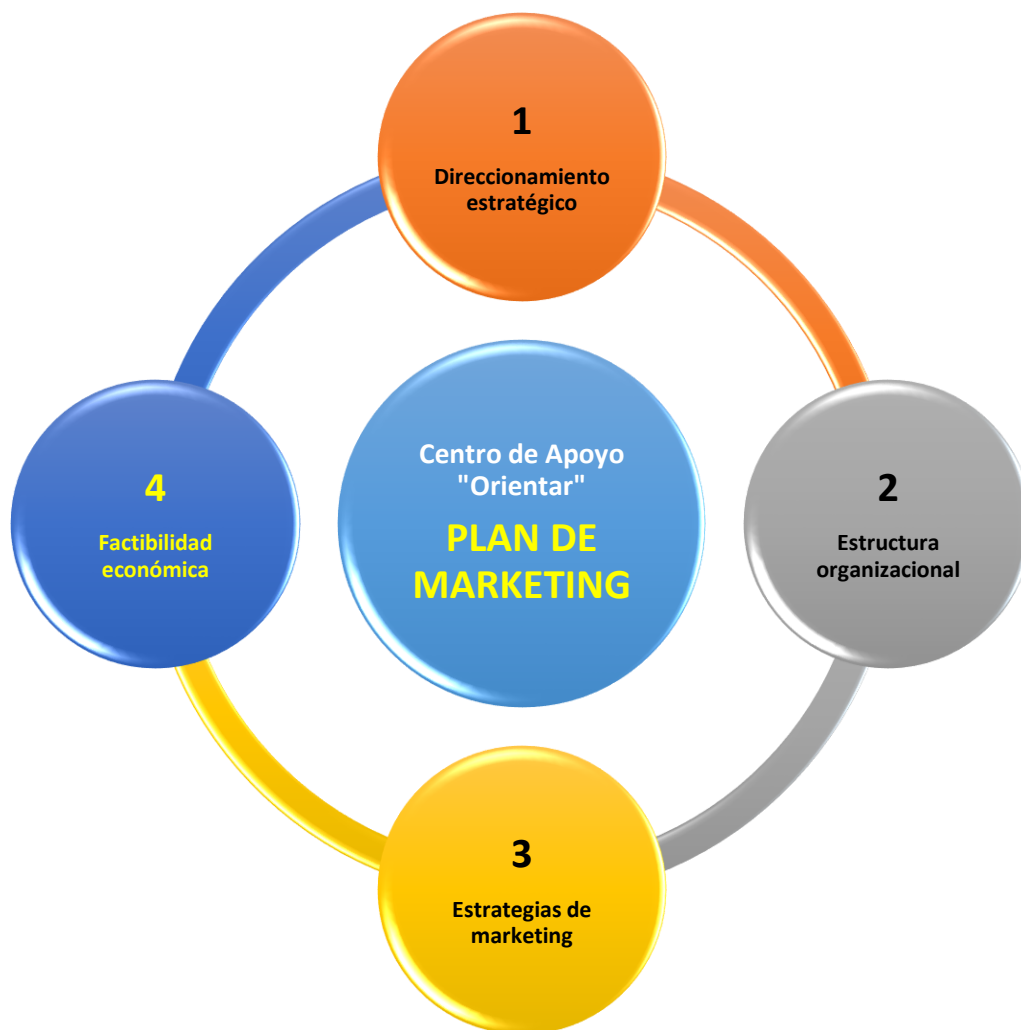 1
Direccionamiento
estratégico
Centro de Apoyo
"Orientar"
PLAN DE
MARKETING
2
Estructura
organizacional
3
Estrategias de
marketing
4
Factibilidad
económica